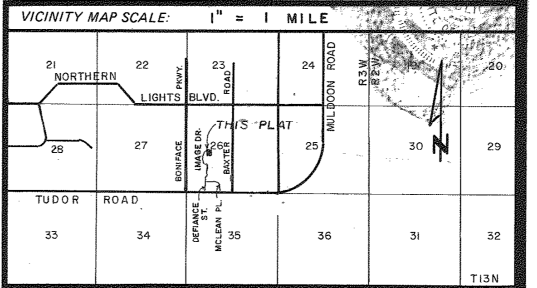 VICINITY MAP SCALE: 1" = 1 MILE
21 22 23 24 20
NORTHERN
LIGHTS BLVD.
PKWY.
ROAD
MULDOON ROAD
R3W
R2W
THIS PLAT
28 27 26 25 30 29
BONIFACE
IMAGE DR.
BAXTER
N
TUDOR ROAD
DEFIANCE ST.
MCLEAN PL.
33 34 35 36 31 32
T13N